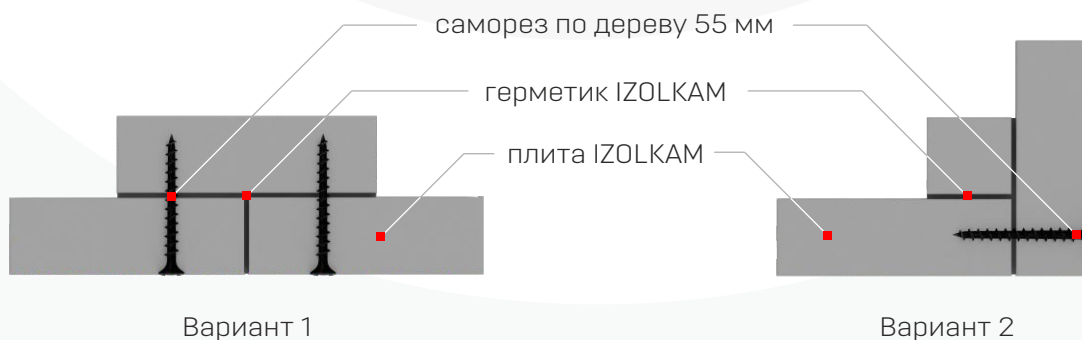 саморез по дереву 55 мм
герметик IZOLKAM
плита IZOLKAM
Вариант 1
Вариант 2